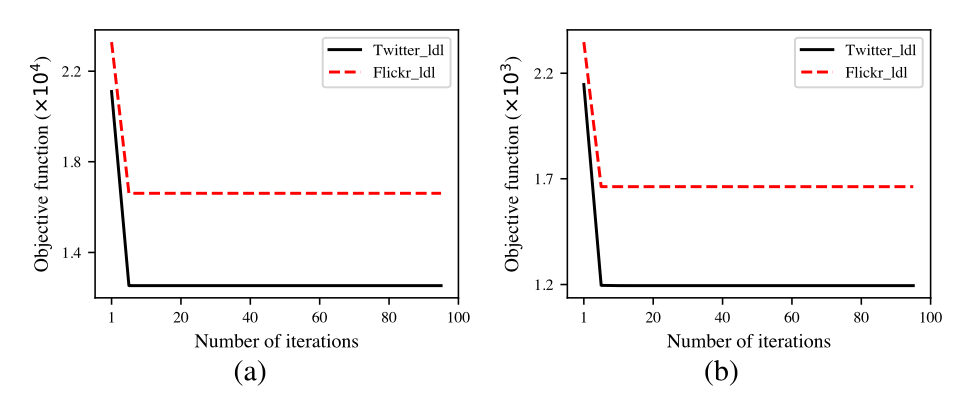 Objective function (×10⁴)
2.2
1.8
1.4
Twitter_ldl
Flickr_ldl
1 20 40 60 80 100
Number of iterations
(a)
Objective function (×10³)
2.2
1.7
1.2
Twitter_ldl
Flickr_ldl
1 20 40 60 80 100
Number of iterations
(b)